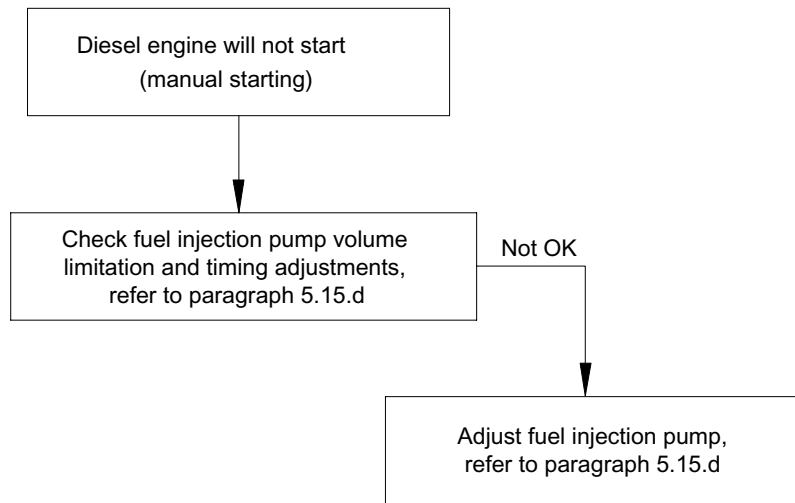 Diesel engine will not start
(manual starting)
Check fuel injection pump volume
limitation and timing adjustments,
refer to paragraph 5.15.d
Not OK
Adjust fuel injection pump,
refer to paragraph 5.15.d